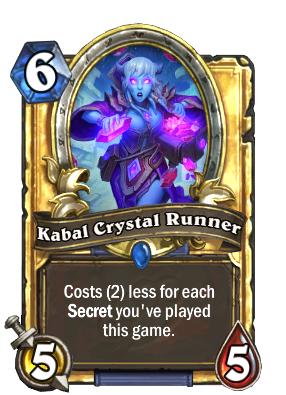 6
Kabal Crystal Runner
Costs (2) less for each
Secret you've played
this game.
5 5